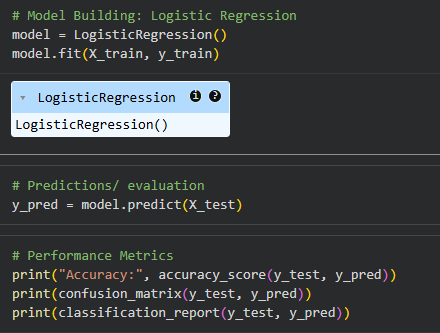 # Model Building: Logistic Regression
model = LogisticRegression()
model.fit(X_train, y_train)
LogisticRegression i ?
LogisticRegression()
# Predictions/ evaluation
y_pred = model.predict(X_test)
# Performance Metrics
print("Accuracy:", accuracy_score(y_test, y_pred))
print(confusion_matrix(y_test, y_pred))
print(classification_report(y_test, y_pred))